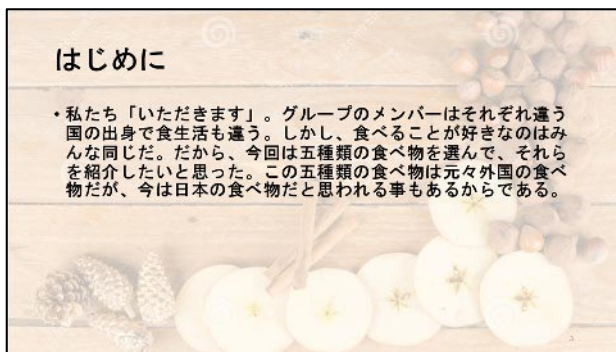 はじめに
・私たち「いただきます」。グループのメンバーはそれぞれ違う
国の出身で食生活も違う。しかし、食べることが好きなのはみ
んな同じだ。だから、今回は五種類の食べ物を選んで、それら
を紹介したいと思った。この五種類の食べ物は元々外国の食べ
物だが、今は日本の食べ物だと思われる事もあるからである。